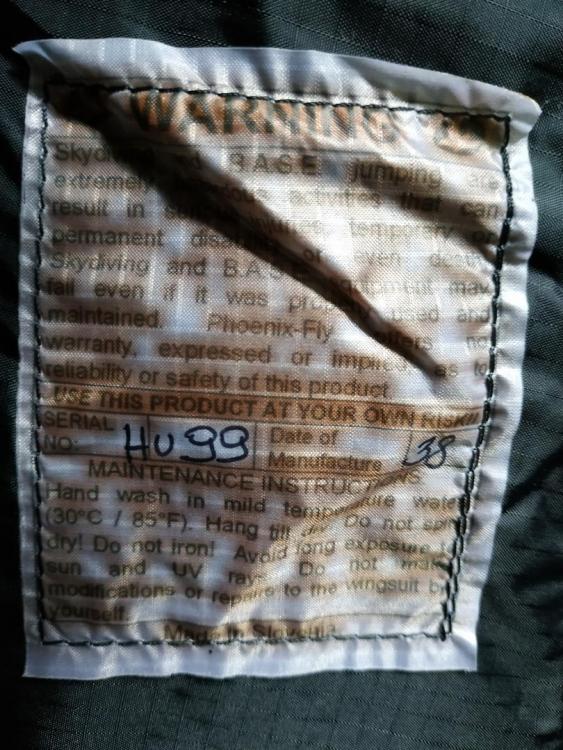 WARNING
Skydiving and B.A.S.E jumping are
extremely hazardous activities that can
result in serious injuries, temporary or
permanent disability or even death.
Skydiving and B.A.S.E equipment may
fail even if it was properly used and
maintained. Phoenix-Fly offers no
warranty, expressed or implied as to
reliability or safety of this product
USE THIS PRODUCT AT YOUR OWN RISK!
SERIAL NO: HU99 Date of Manufacture 38
MAINTENANCE INSTRUCTIONS
Hand wash in mild temperature water
(30°C / 85°F). Hang till dry. Do not spin
dry! Do not iron! Avoid long exposure to
sun and UV rays. Do not make
modifications or repairs to the wingsuit by
yourself.
Made in Slovenia